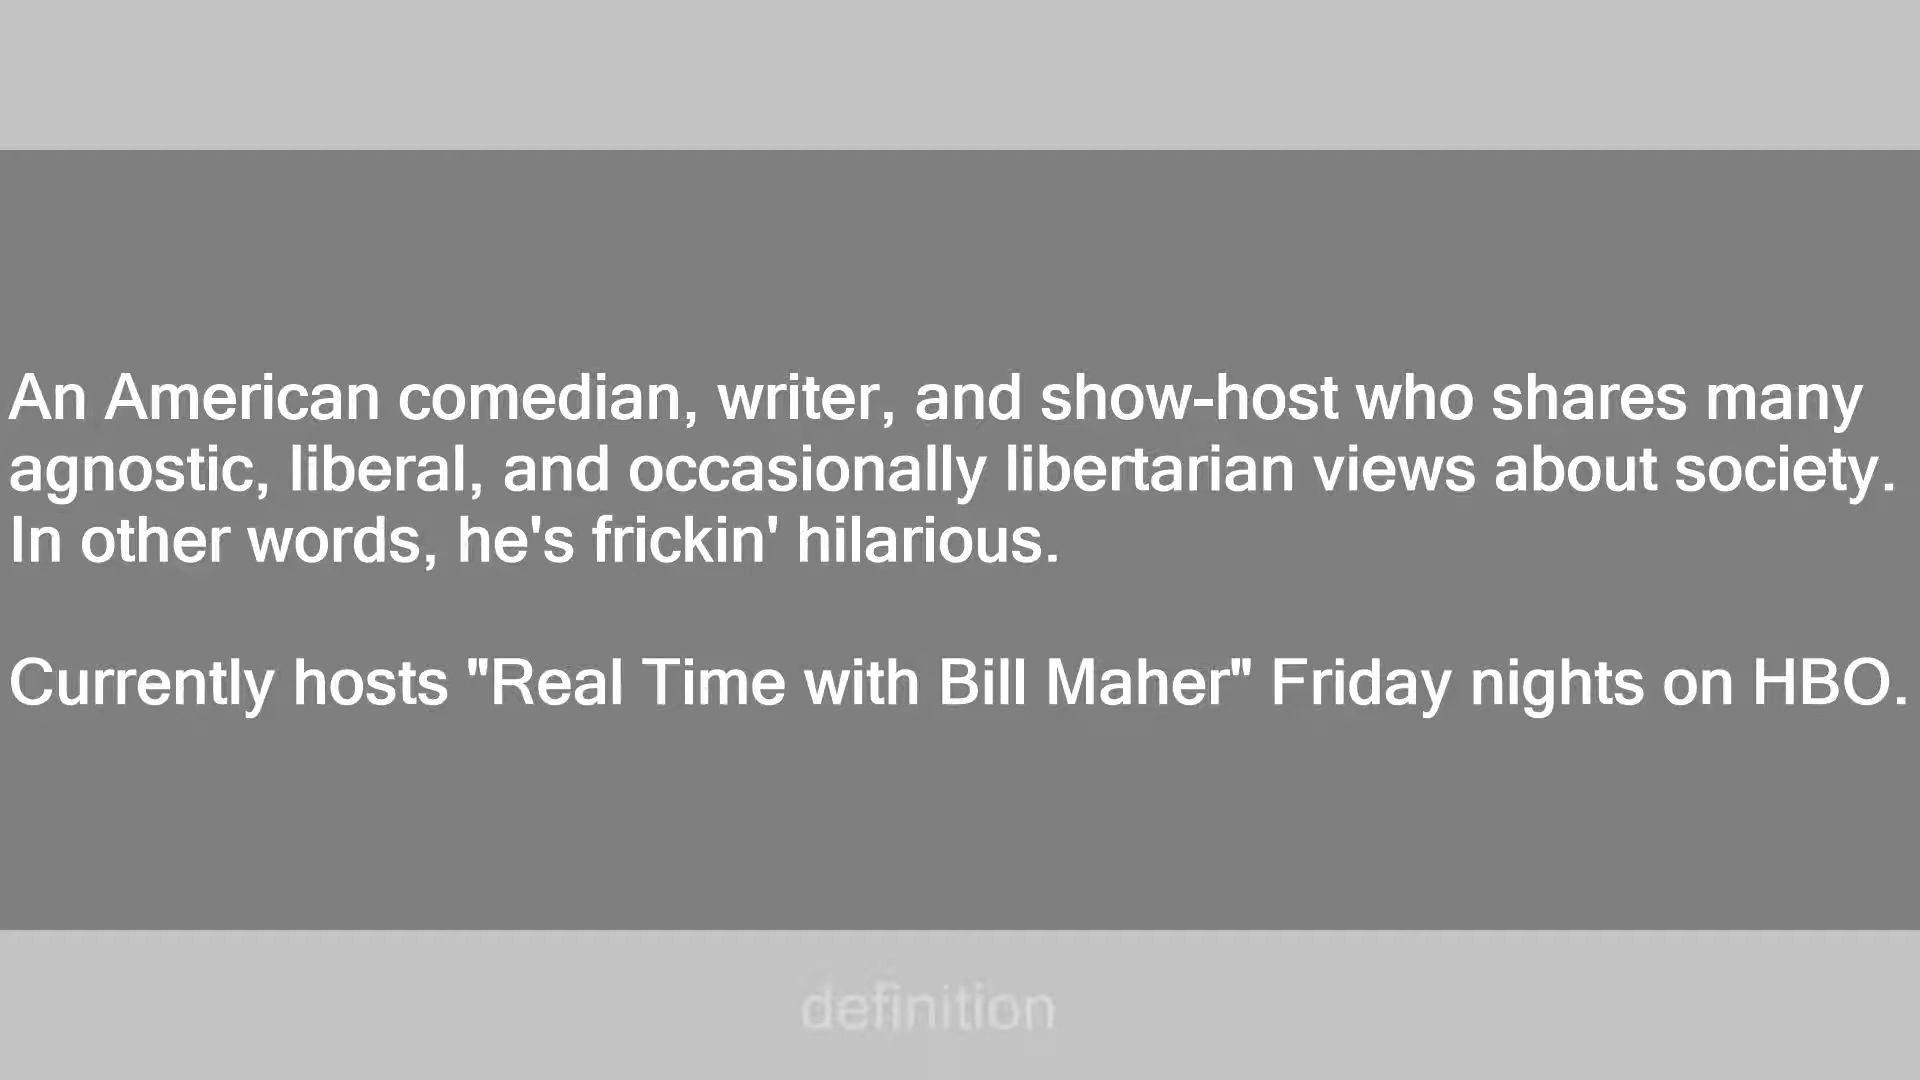 An American comedian, writer, and show-host who shares many
agnostic, liberal, and occasionally libertarian views about society.
In other words, he's frickin' hilarious.
Currently hosts "Real Time with Bill Maher" Friday nights on HBO.
definition